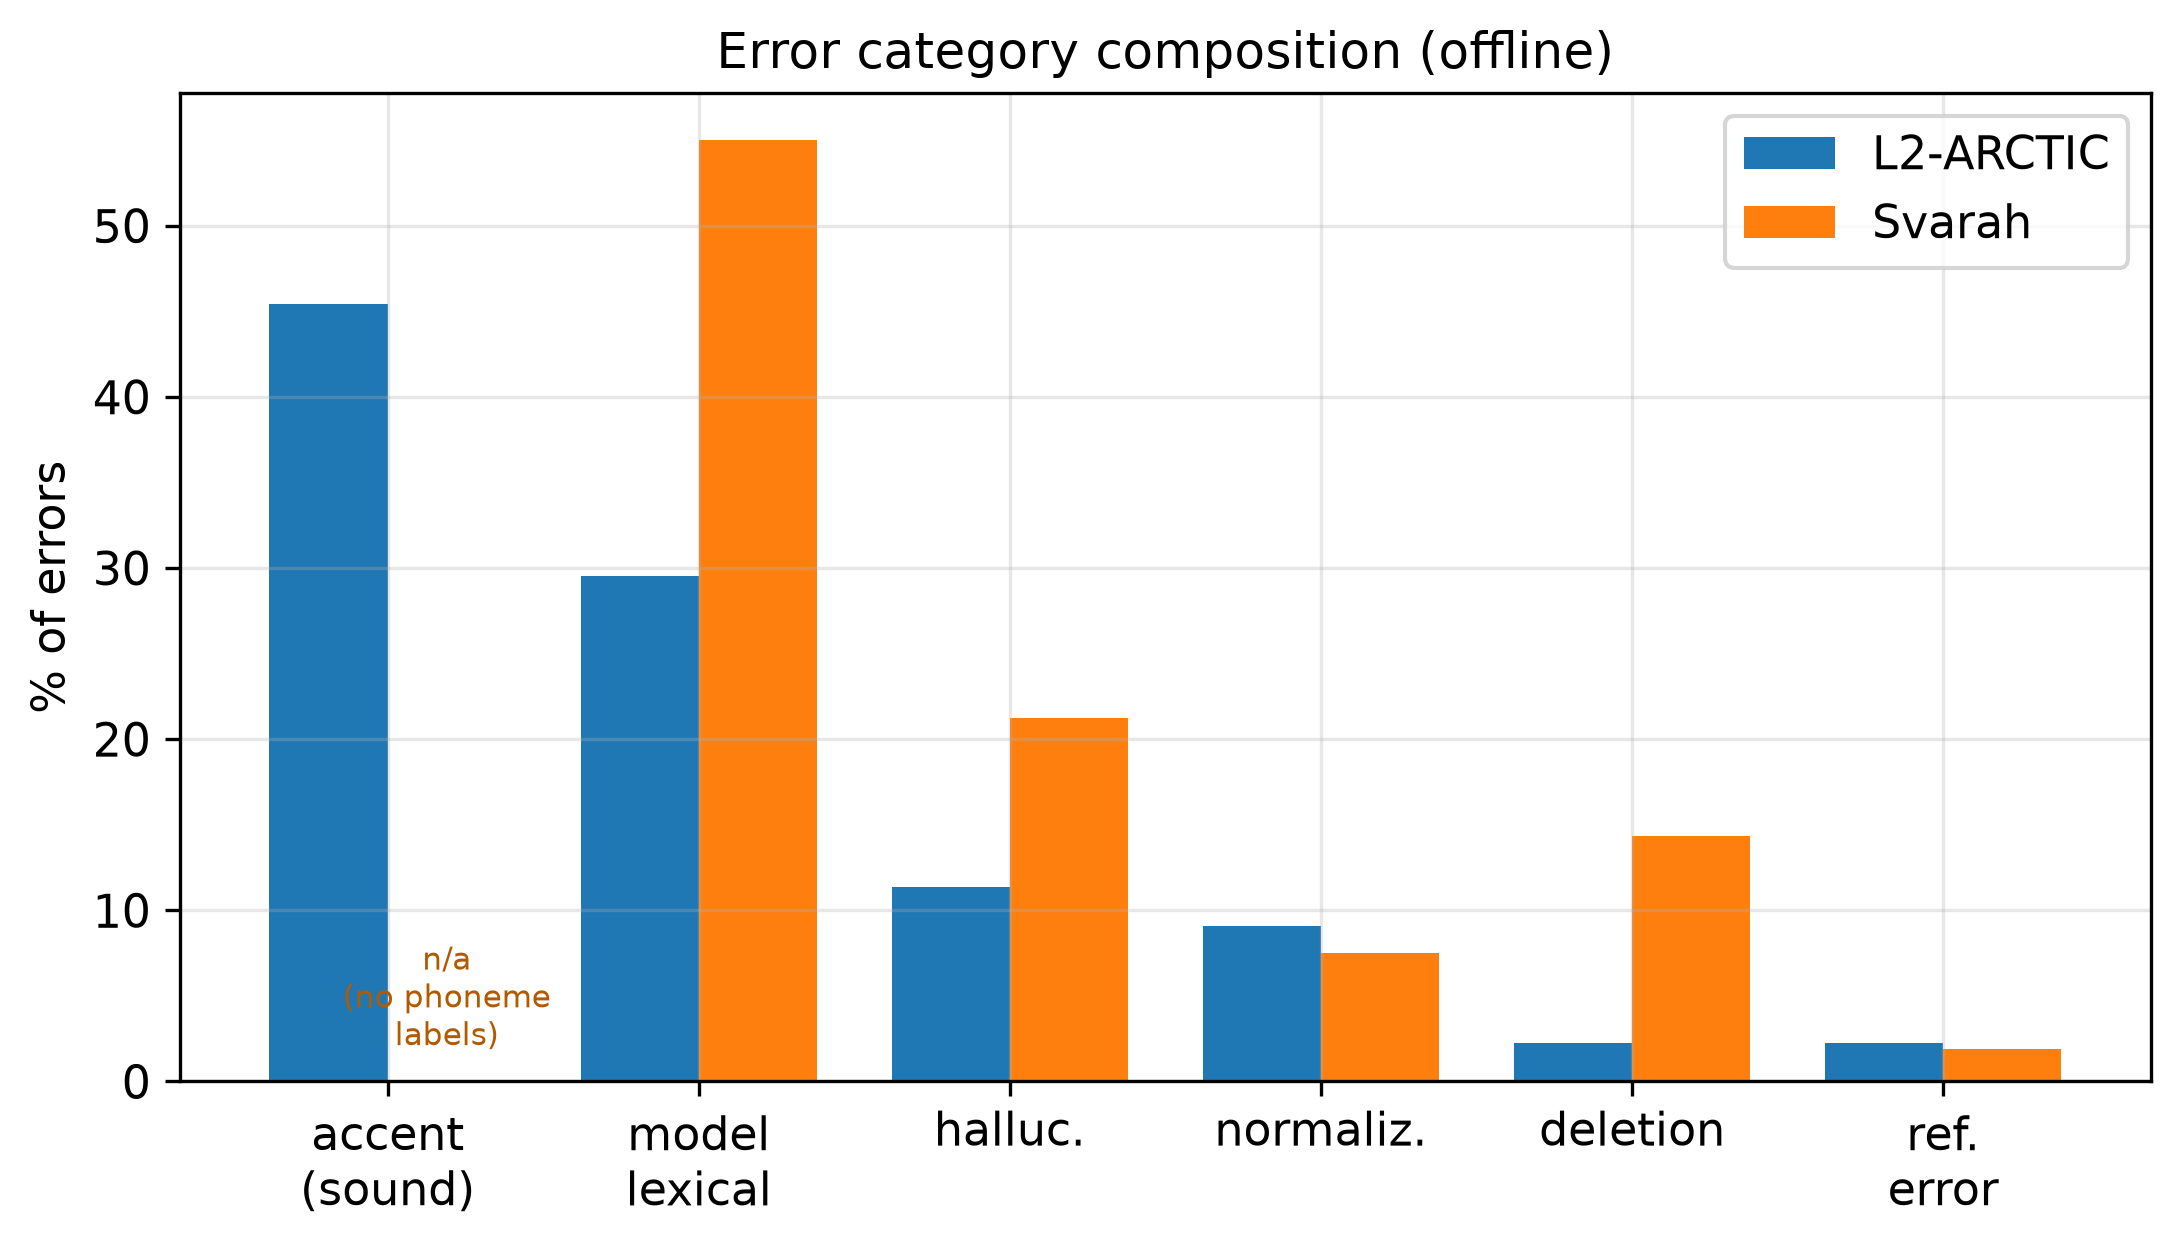 Error category composition (offline)
L2-ARCTIC
Svarah
% of errors
50
40
30
20
10
0
n/a
(no phoneme
labels)
accent
(sound)
model
lexical
halluc.
normaliz.
deletion
ref.
error